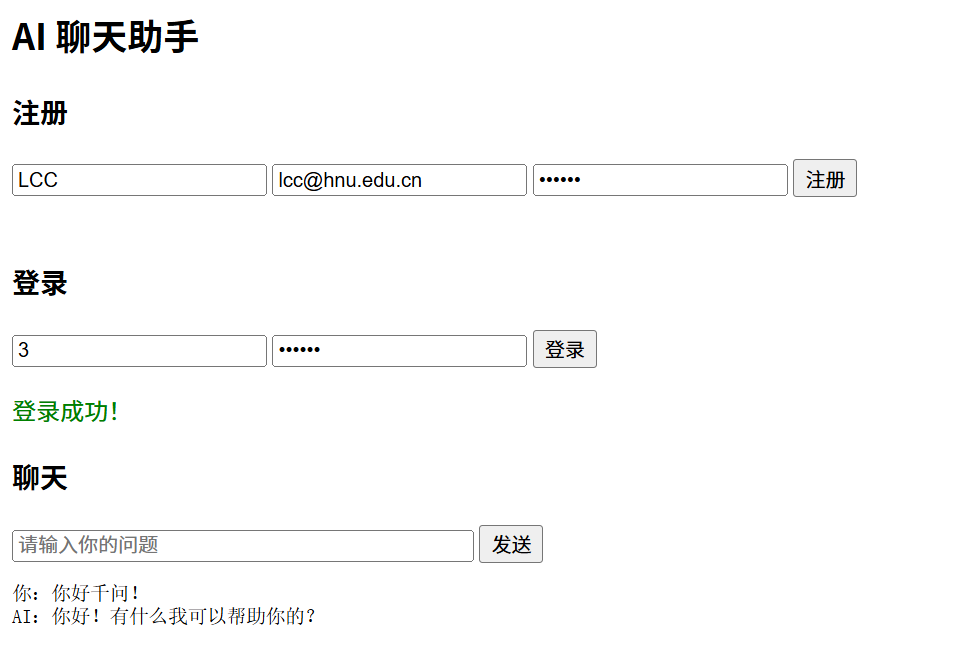 AI 聊天助手
注册
LCC lcc@hnu.edu.cn •••••• 注册
登录
3 •••••• 登录
登录成功!
聊天
请输入你的问题 发送
你: 你好千问!
AI: 你好! 有什么我可以帮助你的?